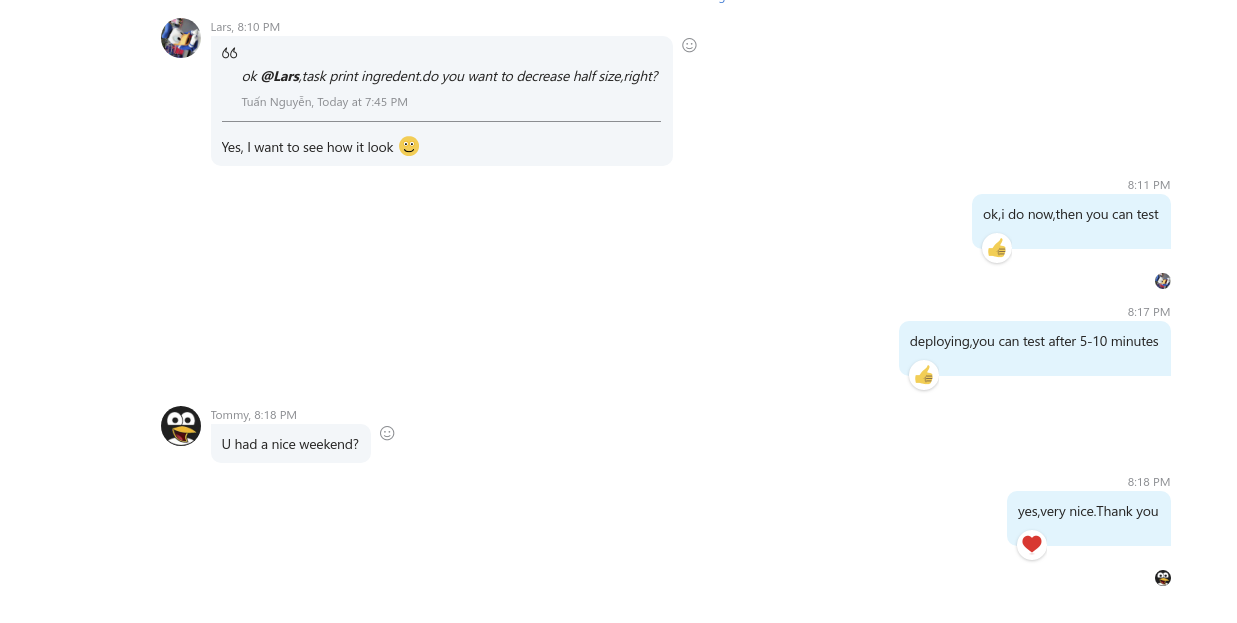 Lars, 8:10 PM
ok @Lars,task print ingredent.do you want to decrease half size,right?
Tuấn Nguyễn, Today at 7:45 PM
Yes, I want to see how it look
8:11 PM
ok,i do now,then you can test
8:17 PM
deploying,you can test after 5-10 minutes
Tommy, 8:18 PM
U had a nice weekend?
8:18 PM
yes,very nice.Thank you